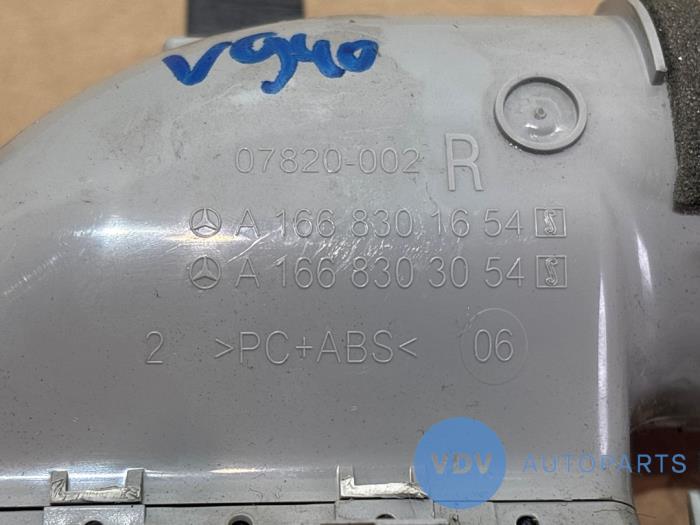 V940
07820-002 R
A 166 830 16 54
A 166 830 30 54
2 >PC+ABS< 06
VDV AUTOPARTS